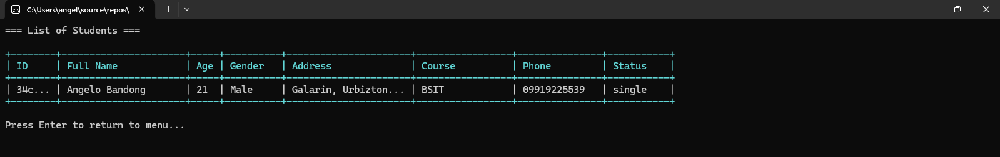 C:\Users\angel\source\repos\
=== List of Students ===
+--------+----------------------+-----+----------+----------------------+-----------------+---------------+-----------+
| ID     | Full Name            | Age | Gender   | Address              | Course          | Phone         | Status    |
+--------+----------------------+-----+----------+----------------------+-----------------+---------------+-----------+
| 34c... | Angelo Bandong       | 21  | Male     | Galarin, Urbizton... | BSIT            | 09919225539   | single    |
+--------+----------------------+-----+----------+----------------------+-----------------+---------------+-----------+
Press Enter to return to menu...